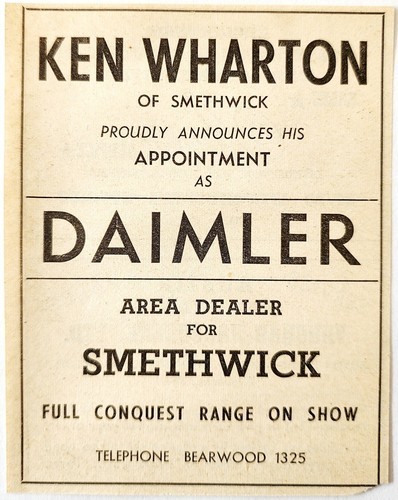 KEN WHARTON
OF SMETHWICK
PROUDLY ANNOUNCES HIS
APPOINTMENT
AS
DAIMLER
AREA DEALER
FOR
SMETHWICK
FULL CONQUEST RANGE ON SHOW
TELEPHONE BEARWOOD 1325